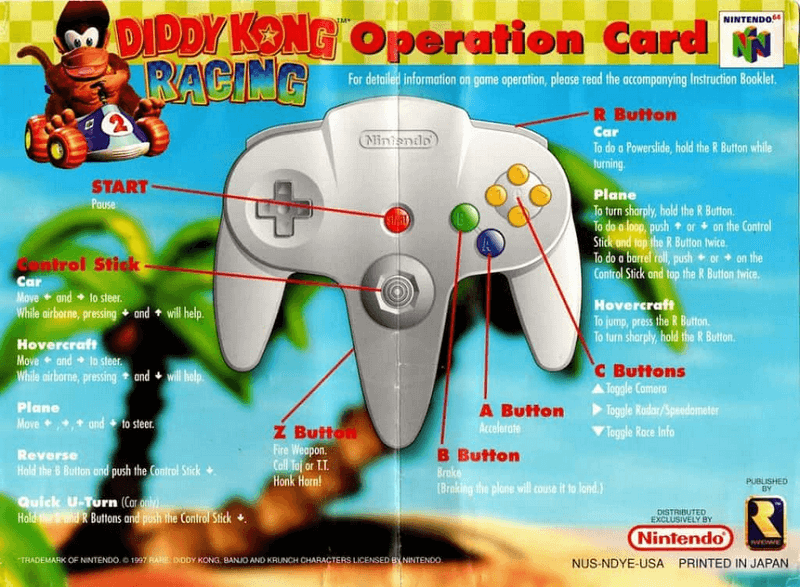 DIDDY KONG RACING™
Operation Card
NINTENDO 64
For detailed information on game operation, please read the accompanying Instruction Booklet.
2
Nintendo
START
START
Pause
Control Stick
Car
Move ← and → to steer.
While airborne, pressing ↓ and ↑ will help.
Hovercraft
Move ← and → to steer.
While airborne, pressing ↑ and ↓ will help.
Plane
Move ←, →, ↑ and ↓ to steer.
Reverse
Hold the B Button and push the Control Stick ↓.
Quick U-Turn (Car only)
Hold the and R Buttons and push the Control Stick ↓.
Z Button
Fire Weapon.
Call Taj or T.T.
Honk Horn!
B
A
A Button
Accelerate
B Button
Brake
(Braking the plane will cause it to land.)
R Button
Car
To do a Powerslide, hold the R Button while
turning.
Plane
To turn sharply, hold the R Button.
To do a loop, push ↑ or ↓ on the Control
Stick and tap the R Button twice.
To do a barrel roll, push ← or → on the
Control Stick and tap the R Button twice.
Hovercraft
To jump, press the R Button.
To turn sharply, hold the R Button.
C Buttons
▲ Toggle Camera
▶ Toggle Radar/Speedometer
▼ Toggle Race Info
PUBLISHED
BY
RAREWARE
DISTRIBUTED
EXCLUSIVELY BY
Nintendo
NUS-NDYE-USA PRINTED IN JAPAN
*TRADEMARK OF NINTENDO. © 1997 RARE. DIDDY KONG, BANJO AND KRUNCH CHARACTERS LICENSED BY NINTENDO.